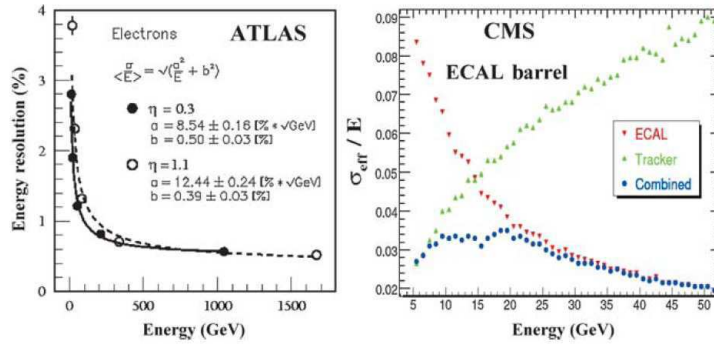 Electrons ATLAS
σ/<E> = √(a²/E + b²)
● η = 0.3
a = 8.54 ± 0.16 [% * √GeV]
b = 0.50 ± 0.03 [%]
○ η = 1.1
a = 12.44 ± 0.24 [% * √GeV]
b = 0.39 ± 0.03 [%]
Energy resolution (%)
4
3
2
1
0
0 500 1000 1500
Energy (GeV)
CMS
ECAL barrel
ECAL
Tracker
Combined
σeff / E
0.09
0.08
0.07
0.06
0.05
0.04
0.03
0.02
5 10 15 20 25 30 35 40 45 50
Energy (GeV)